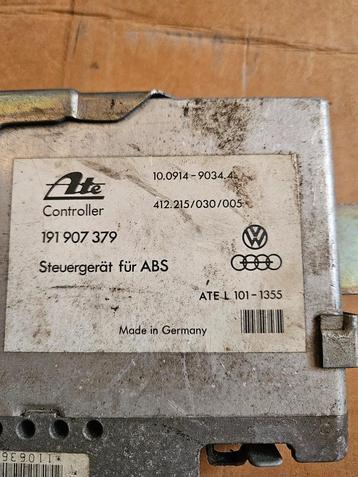 Ate
10.0914-9034.4
Controller
412.215/030/005
191 907 379
Steuergerät für ABS
ATE L 101-1355
Made in Germany